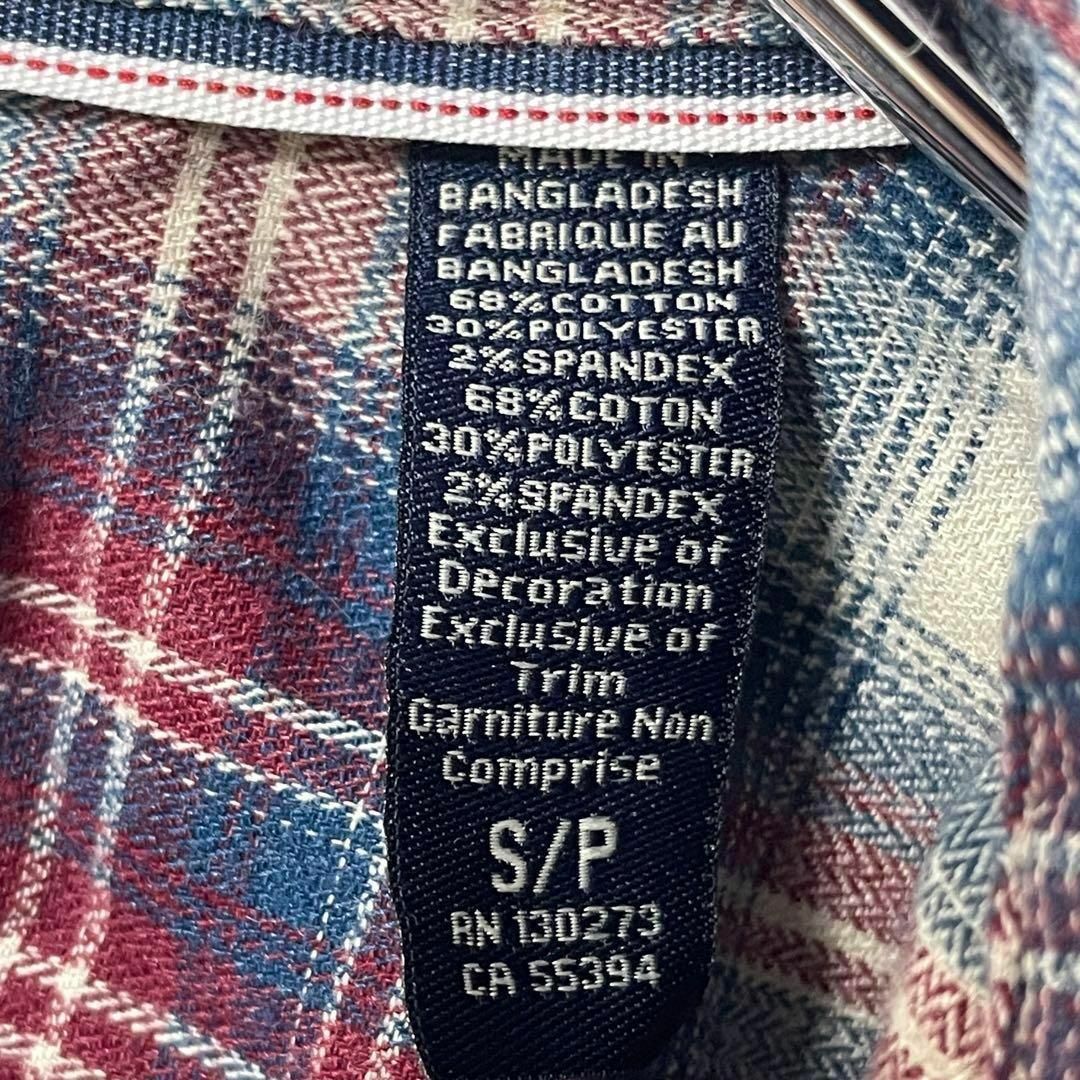 MADE IN
BANGLADESH
FABRIQUE AU
BANGLADESH
68%COTTON
30%POLYESTER
2%SPANDEX
68%COTON
30%POLYESTER
2%SPANDEX
Exclusive of
Decoration
Exclusive of
Trim
Garniture Non
Comprise
S/P
RN 130279
CA 55394